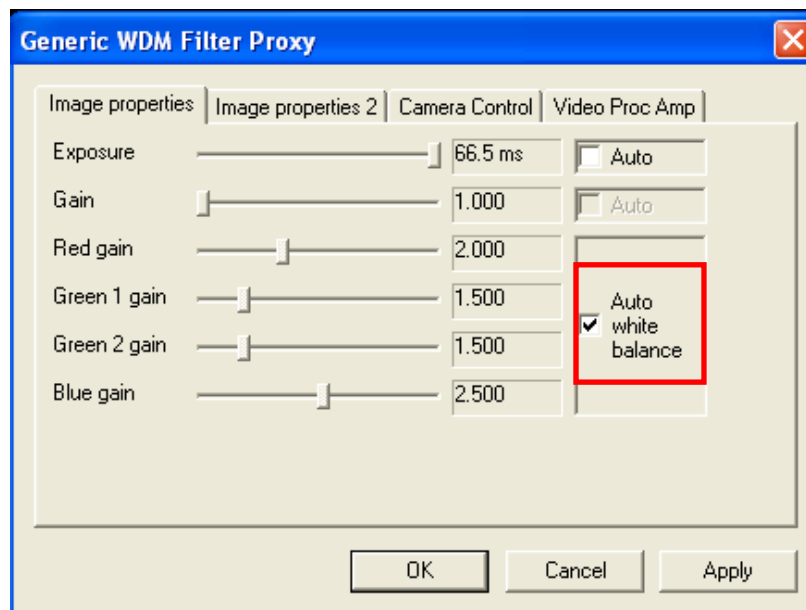 Generic WDM Filter Proxy
Image properties Image properties 2 Camera Control Video Proc Amp
Exposure 66.5 ms Auto
Gain 1.000 Auto
Red gain 2.000
Green 1 gain 1.500 Auto
white
Green 2 gain 1.500 balance
Blue gain 2.500
OK Cancel Apply